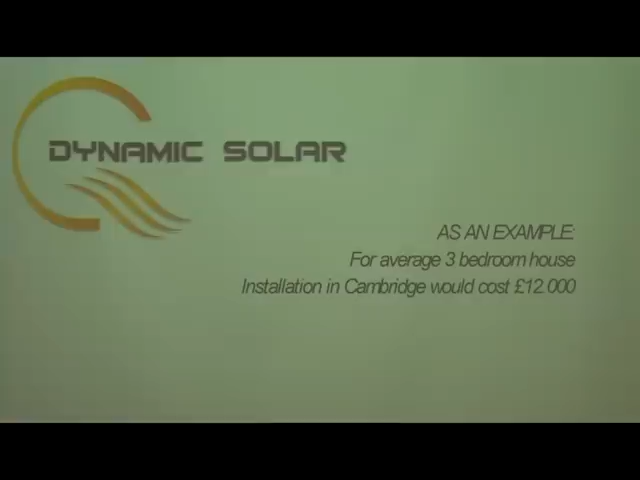 DYNAMIC SOLAR
AS AN EXAMPLE:
For average 3 bedroom house
Installation in Cambridge would cost £12.000